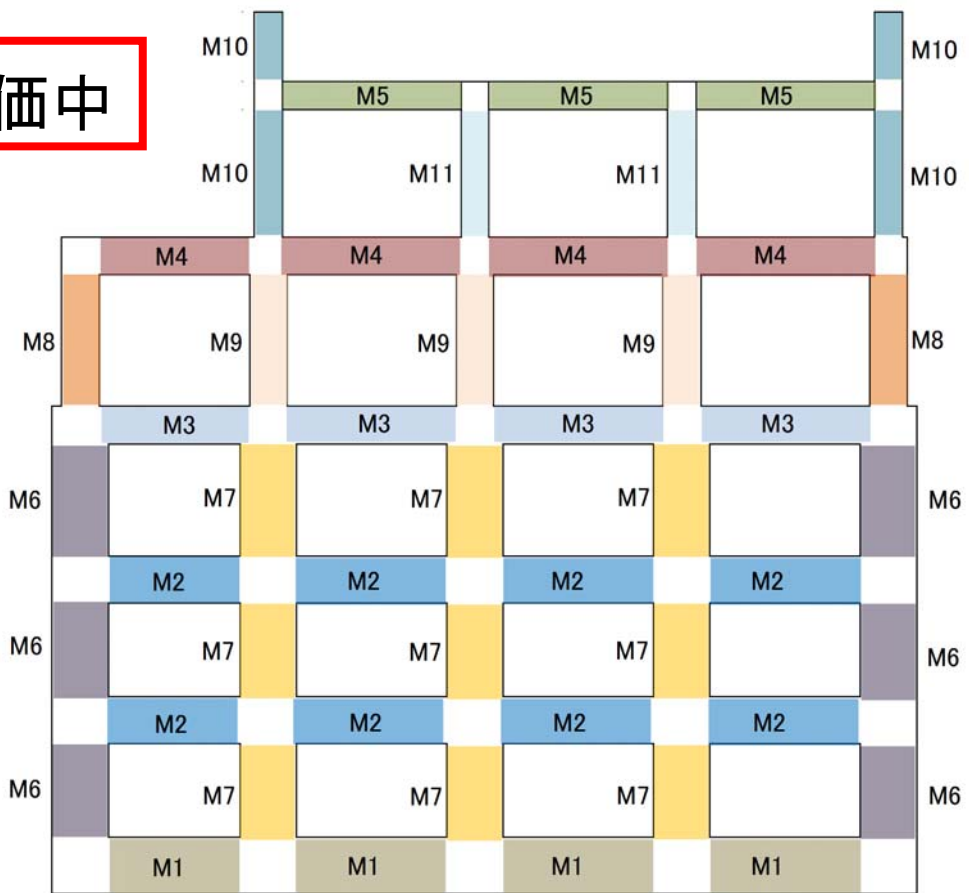 M10 M10
価中
M5 M5 M5
M10 M11 M11 M10
M4 M4 M4 M4
M8 M9 M9 M9 M8
M3 M3 M3 M3
M6 M7 M7 M7 M6
M2 M2 M2 M2
M6 M7 M7 M7 M6
M2 M2 M2 M2
M6 M7 M7 M7 M6
M1 M1 M1 M1